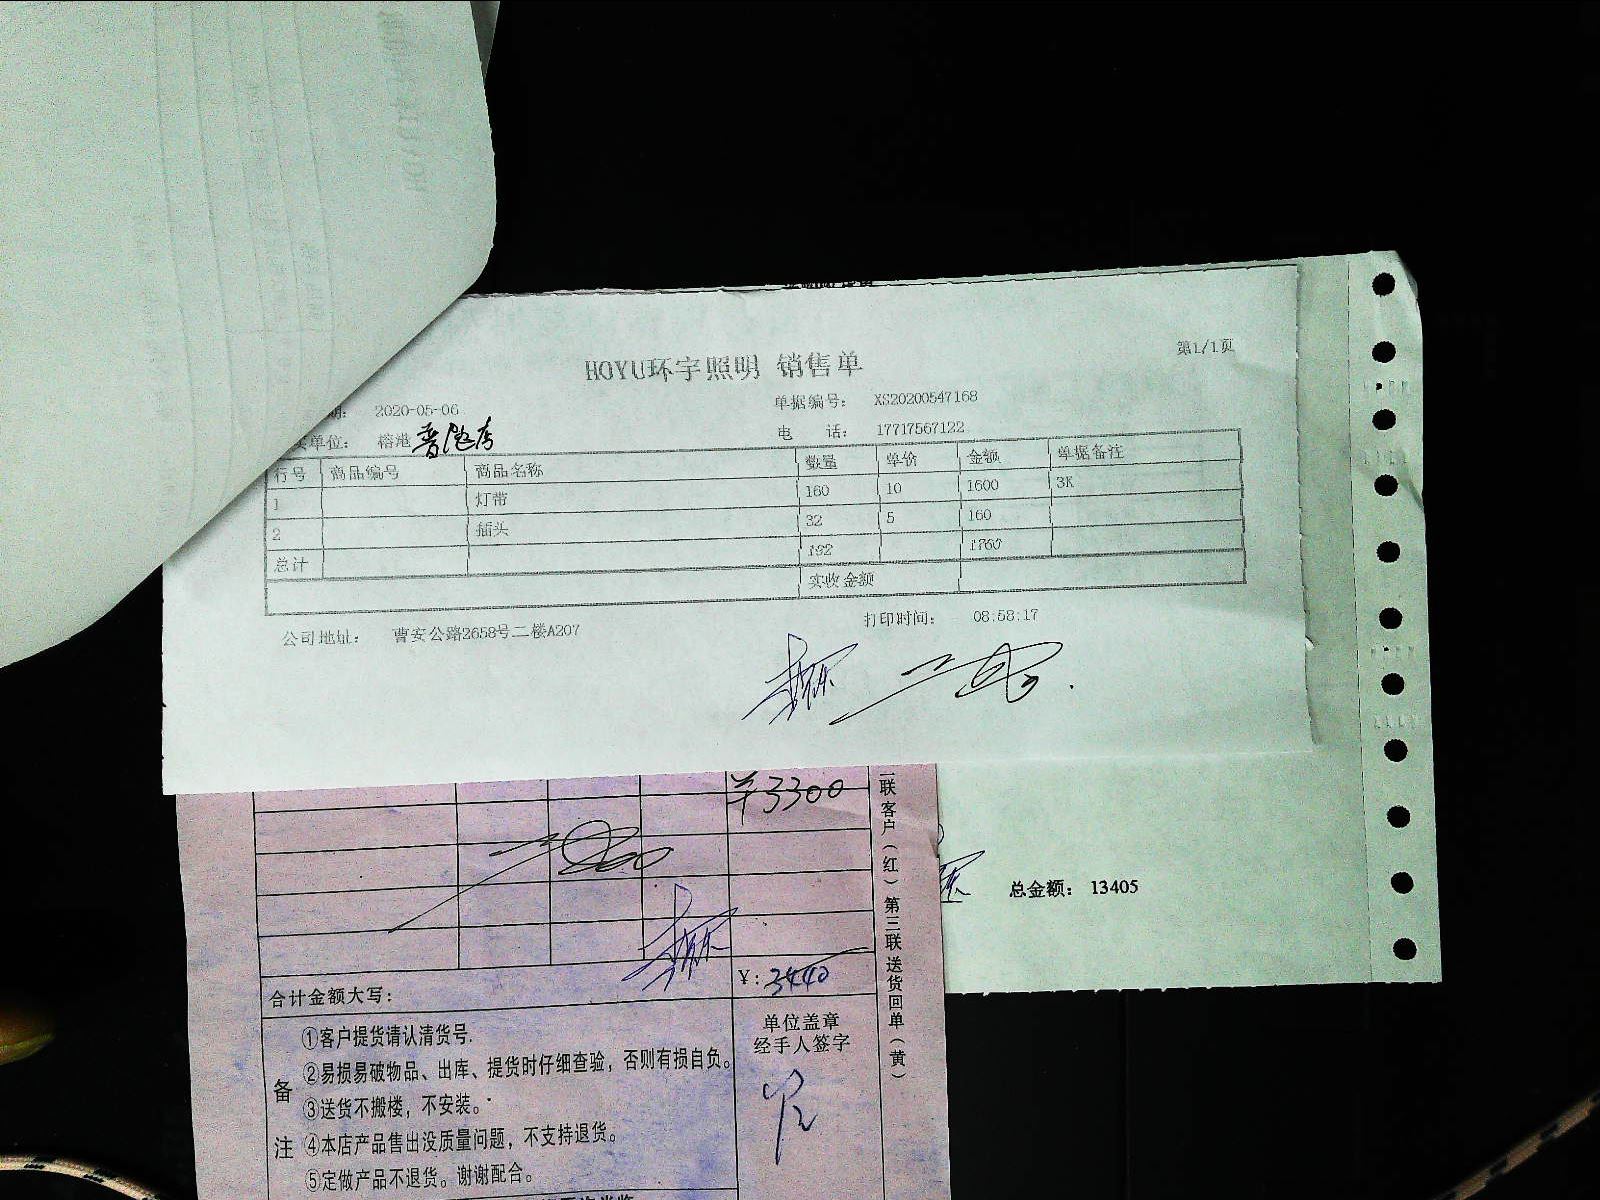 第1/1页
HOYU环宇照明 销售单
期： 2020-05-06 单据编号： XS20200547168
单位： 榕港 电 话： 17717567122
行号 商品编号 商品名称 数量 单价 金额 单据备注
1 灯带 160 10 1600 3K
2 插头 32 5 160
总计 192 1760
实收金额
公司地址： 曹安公路2658号二楼A207 打印时间： 08:58:17
¥3300
总金额： 13405
合计金额大写： ¥：3440
单位盖章
经手人签字
备注
①客户提货请认清货号.
②易损易破物品、出库、提货时仔细查验，否则有损自负。
③送货不搬楼，不安装。
④本店产品售出没质量问题，不支持退货。
⑤定做产品不退货。谢谢配合。
联客户（红）第三联送货回单（黄）